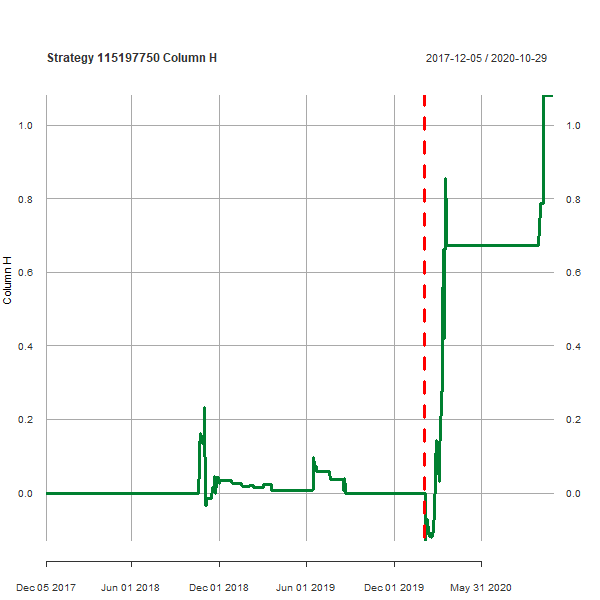 Strategy 115197750 Column H
2017-12-05 / 2020-10-29
1.0
1.0
0.8
0.8
0.6
0.6
Column H
0.4
0.4
0.2
0.2
0.0
0.0
Dec 05 2017
Jun 01 2018
Dec 01 2018
Jun 01 2019
Dec 01 2019
May 31 2020